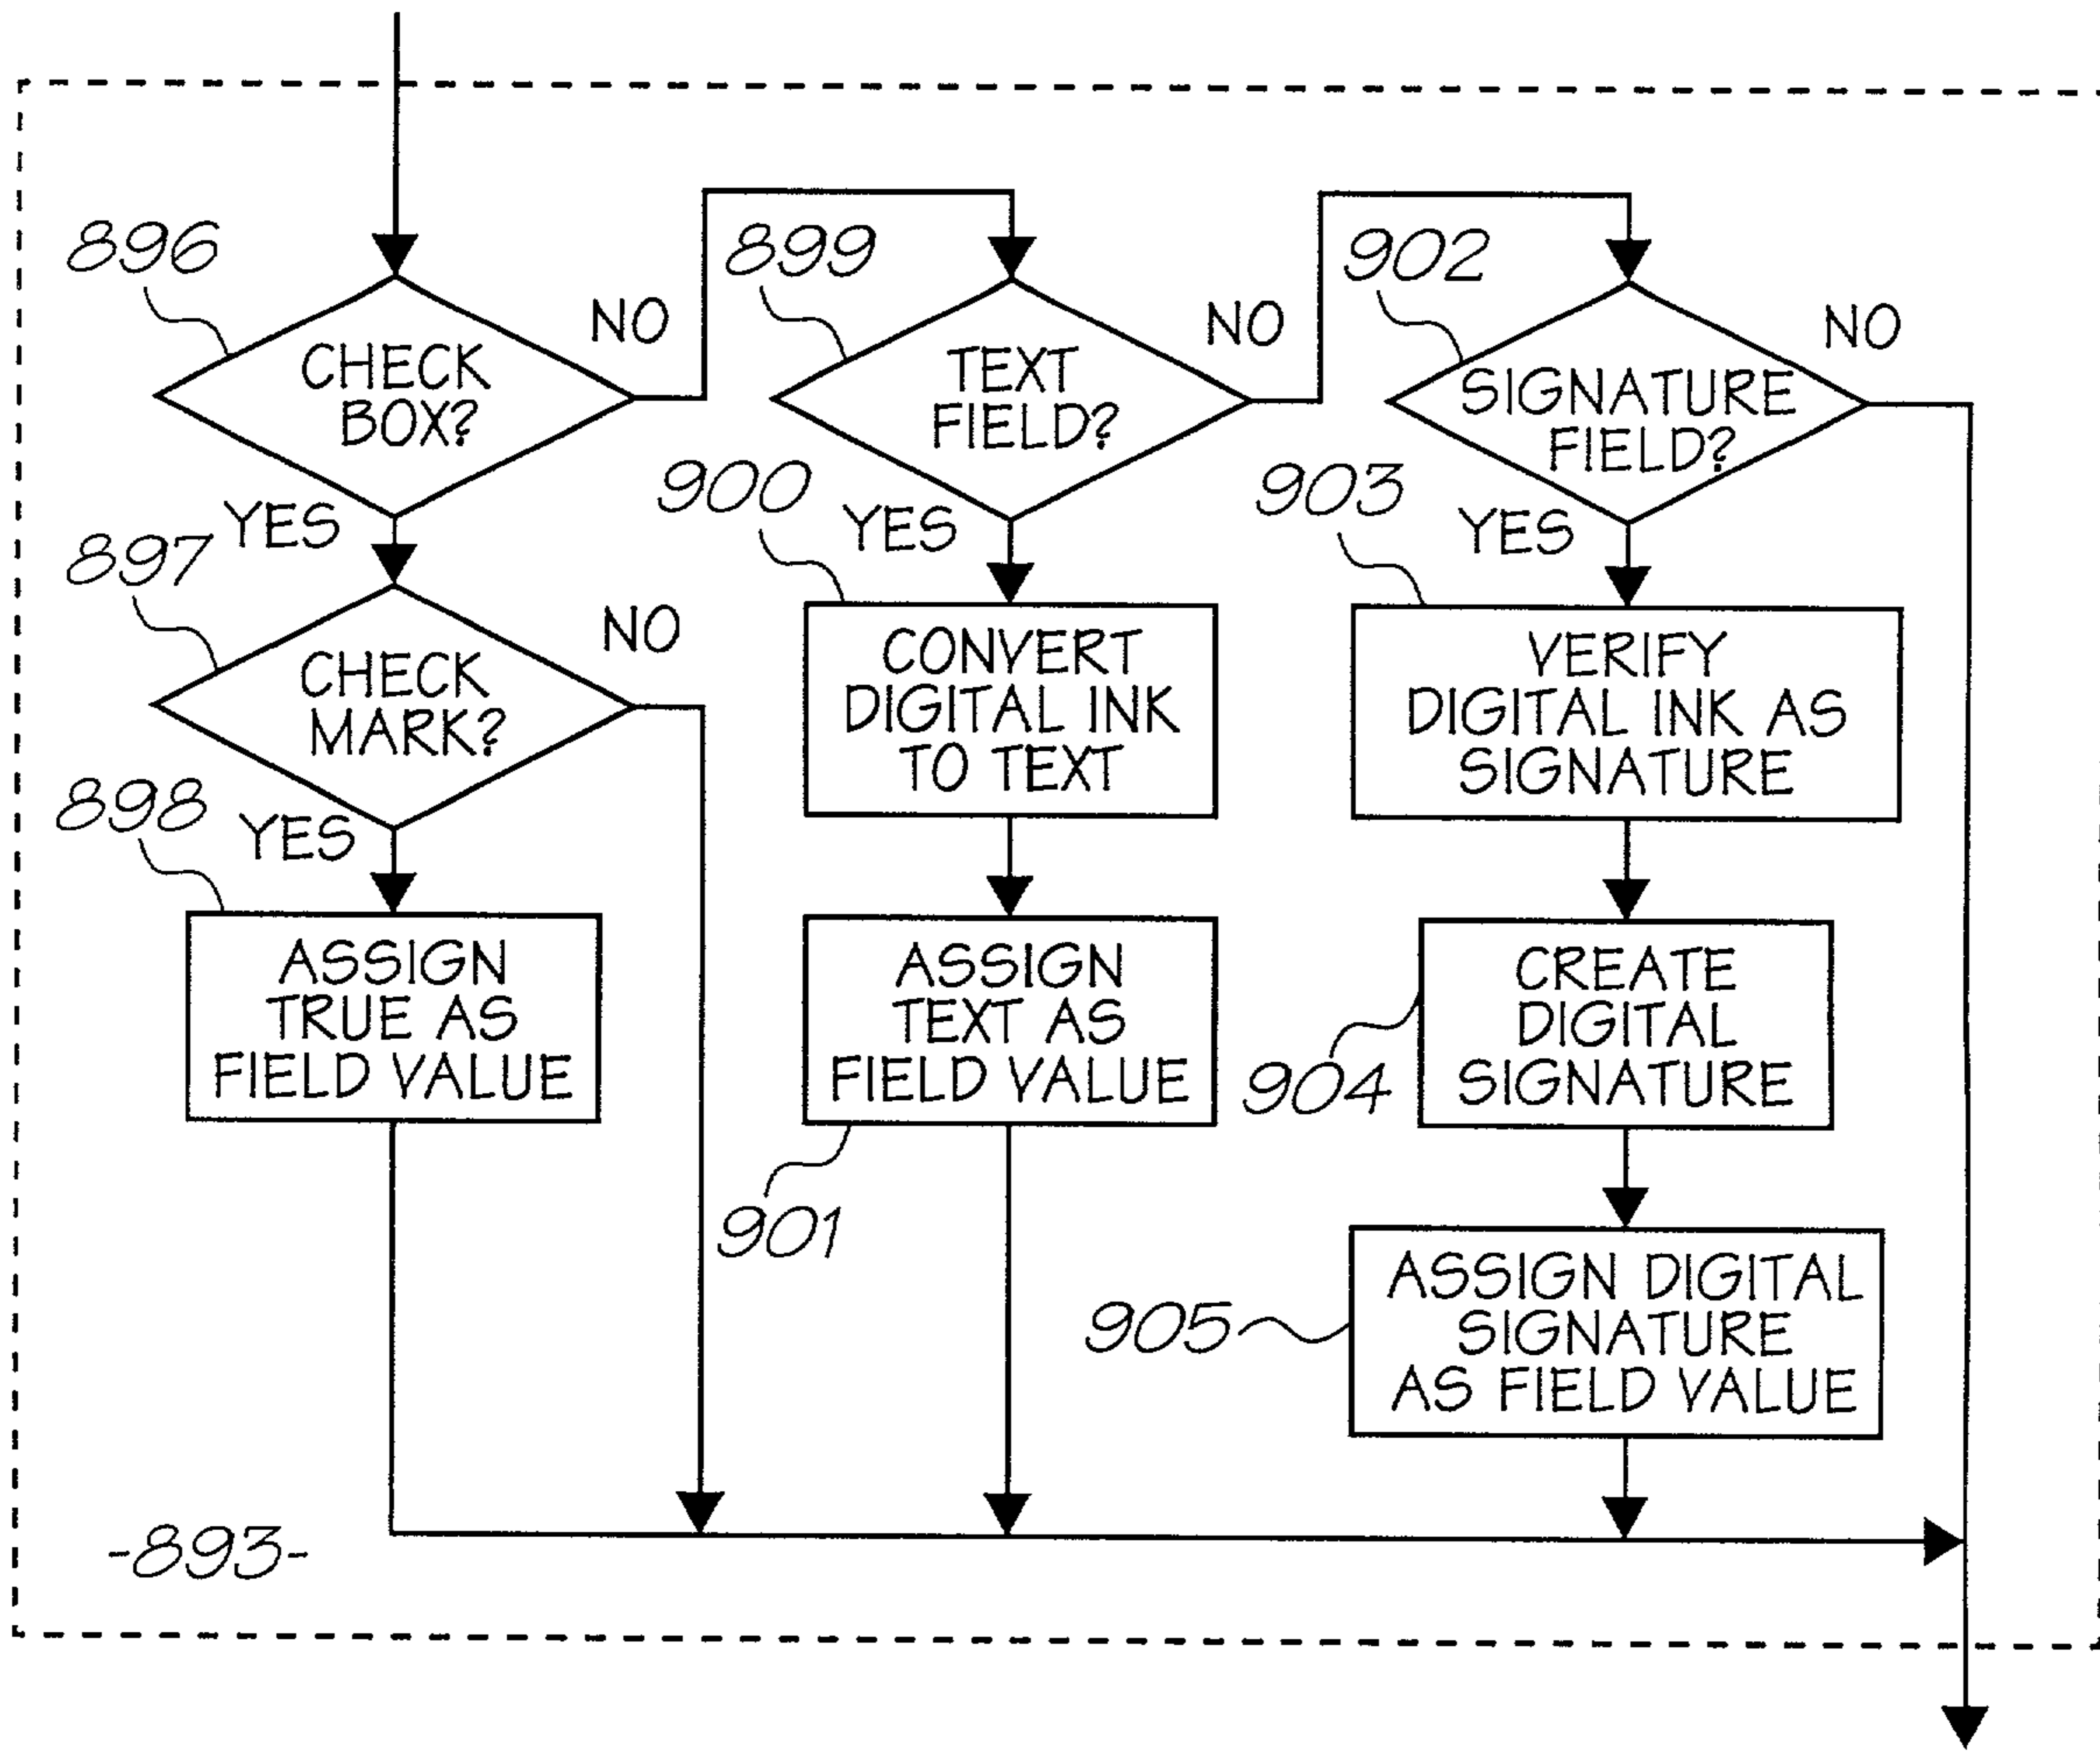 896
CHECK
BOX?
NO
YES
897
CHECK
MARK?
NO
YES
898
ASSIGN
TRUE AS
FIELD VALUE
899
TEXT
FIELD?
NO
YES
900
CONVERT
DIGITAL INK
TO TEXT
ASSIGN
TEXT AS
FIELD VALUE
901
902
SIGNATURE
FIELD?
NO
YES
903
VERIFY
DIGITAL INK AS
SIGNATURE
CREATE
DIGITAL
SIGNATURE
904
905
ASSIGN DIGITAL
SIGNATURE
AS FIELD VALUE
-893-